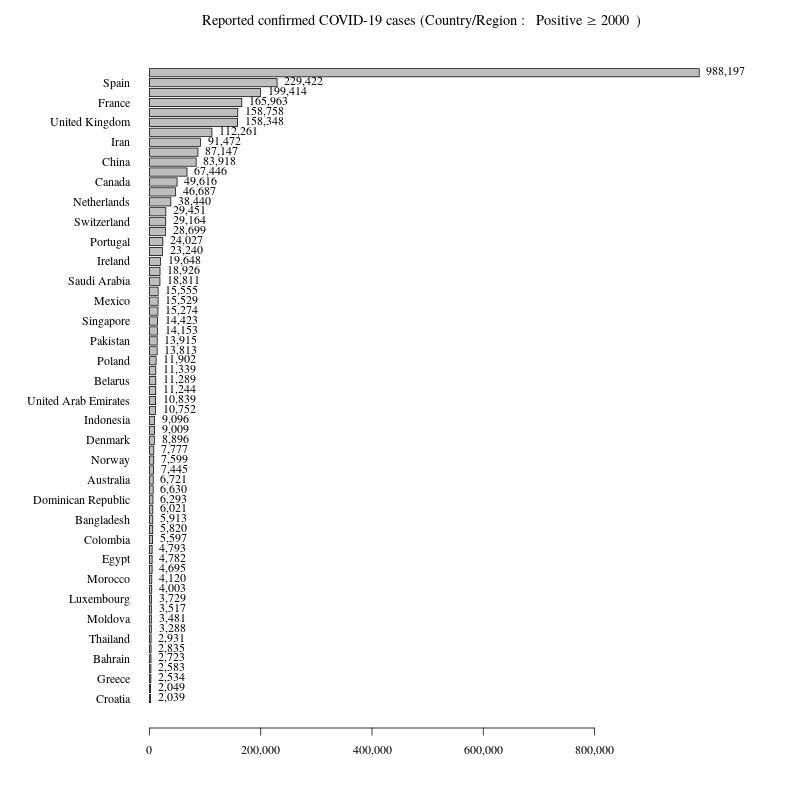 Reported confirmed COVID-19 cases (Country/Region : Positive ≥ 2000 )
988,197
Spain 229,422
199,414
France 165,963
158,758
United Kingdom 158,348
112,261
Iran 91,472
87,147
China 83,918
67,446
Canada 49,616
46,687
Netherlands 38,440
29,451
Switzerland 29,164
28,699
Portugal 24,027
23,240
Ireland 19,648
18,926
Saudi Arabia 18,811
15,555
Mexico 15,529
15,274
Singapore 14,423
14,153
Pakistan 13,915
13,813
Poland 11,902
11,339
Belarus 11,289
11,244
United Arab Emirates 10,839
10,752
Indonesia 9,096
9,009
Denmark 8,896
7,777
Norway 7,599
7,445
Australia 6,721
6,630
Dominican Republic 6,293
6,021
Bangladesh 5,913
5,820
Colombia 5,597
4,793
Egypt 4,782
4,695
Morocco 4,120
4,003
Luxembourg 3,729
3,517
Moldova 3,481
3,288
Thailand 2,931
2,835
Bahrain 2,723
2,583
Greece 2,534
2,049
Croatia 2,039
0 200,000 400,000 600,000 800,000